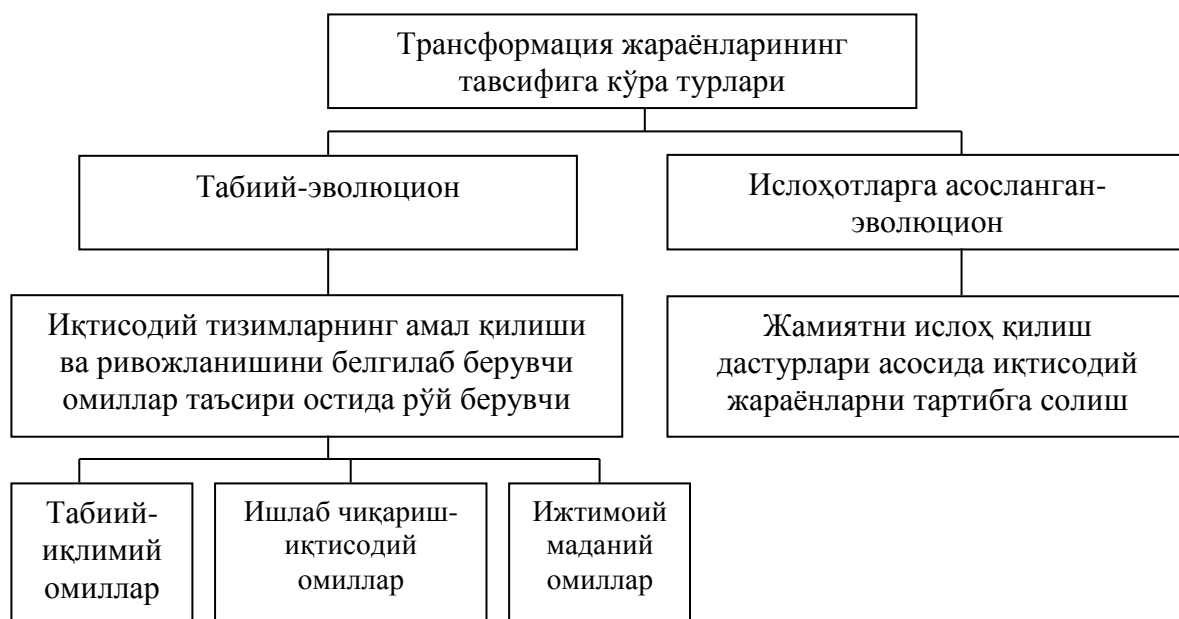 Трансформация жараёнларининг
тавсифига кўра турлари
Табиий-эволюцион
Ислоҳотларга асосланган-
эволюцион
Иқтисодий тизимларнинг амал қилиши
ва ривожланишини белгилаб берувчи
омиллар таъсири остида рўй берувчи
Жамиятни ислоҳ қилиш
дастурлари асосида иқтисодий
жараёнларни тартибга солиш
Табиий-
иқлимий
омиллар
Ишлаб чиқариш-
иқтисодий
омиллар
Ижтимоий
маданий
омиллар